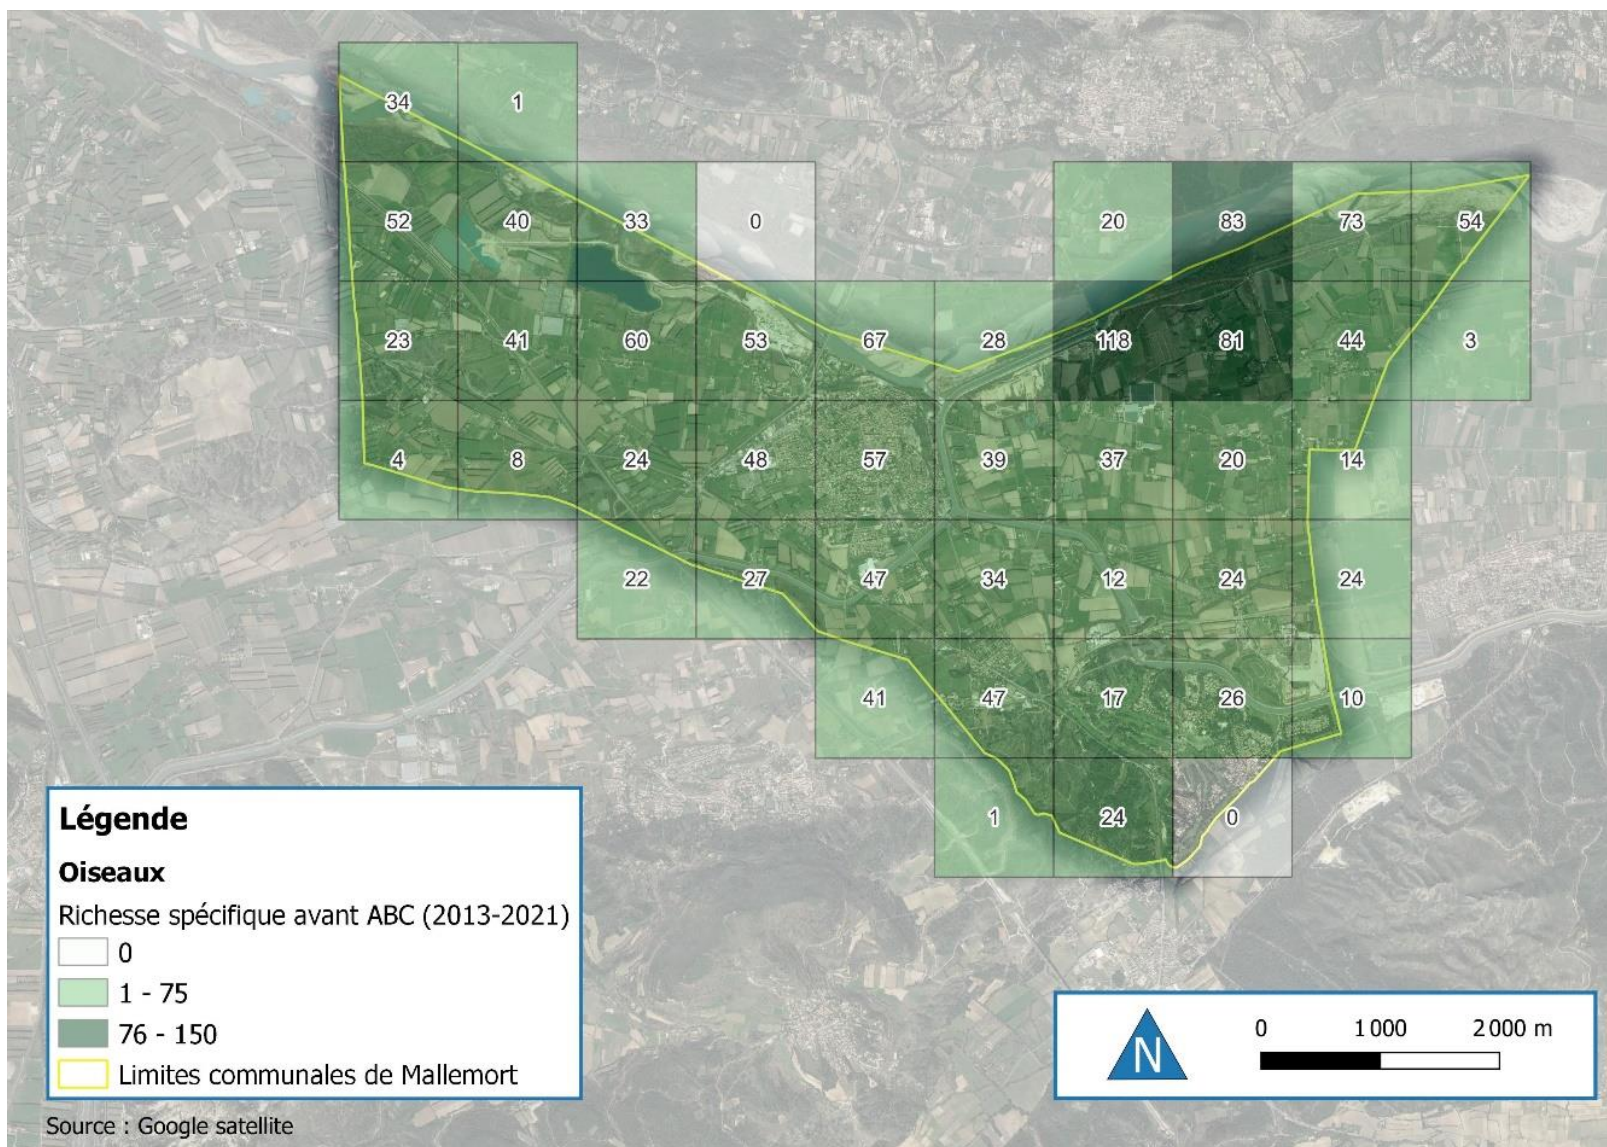 34 1
52 40 33 0 20 83 73 54
23 41 60 53 67 28 118 81 44 3
4 8 24 48 57 39 37 20 14
22 27 47 34 12 24 24
41 47 17 26 10
1 24 0
Légende
Oiseaux
Richesse spécifique avant ABC (2013-2021)
0
1 - 75
76 - 150
Limites communales de Mallemort
Source : Google satellite
N
0 1 000 2 000 m